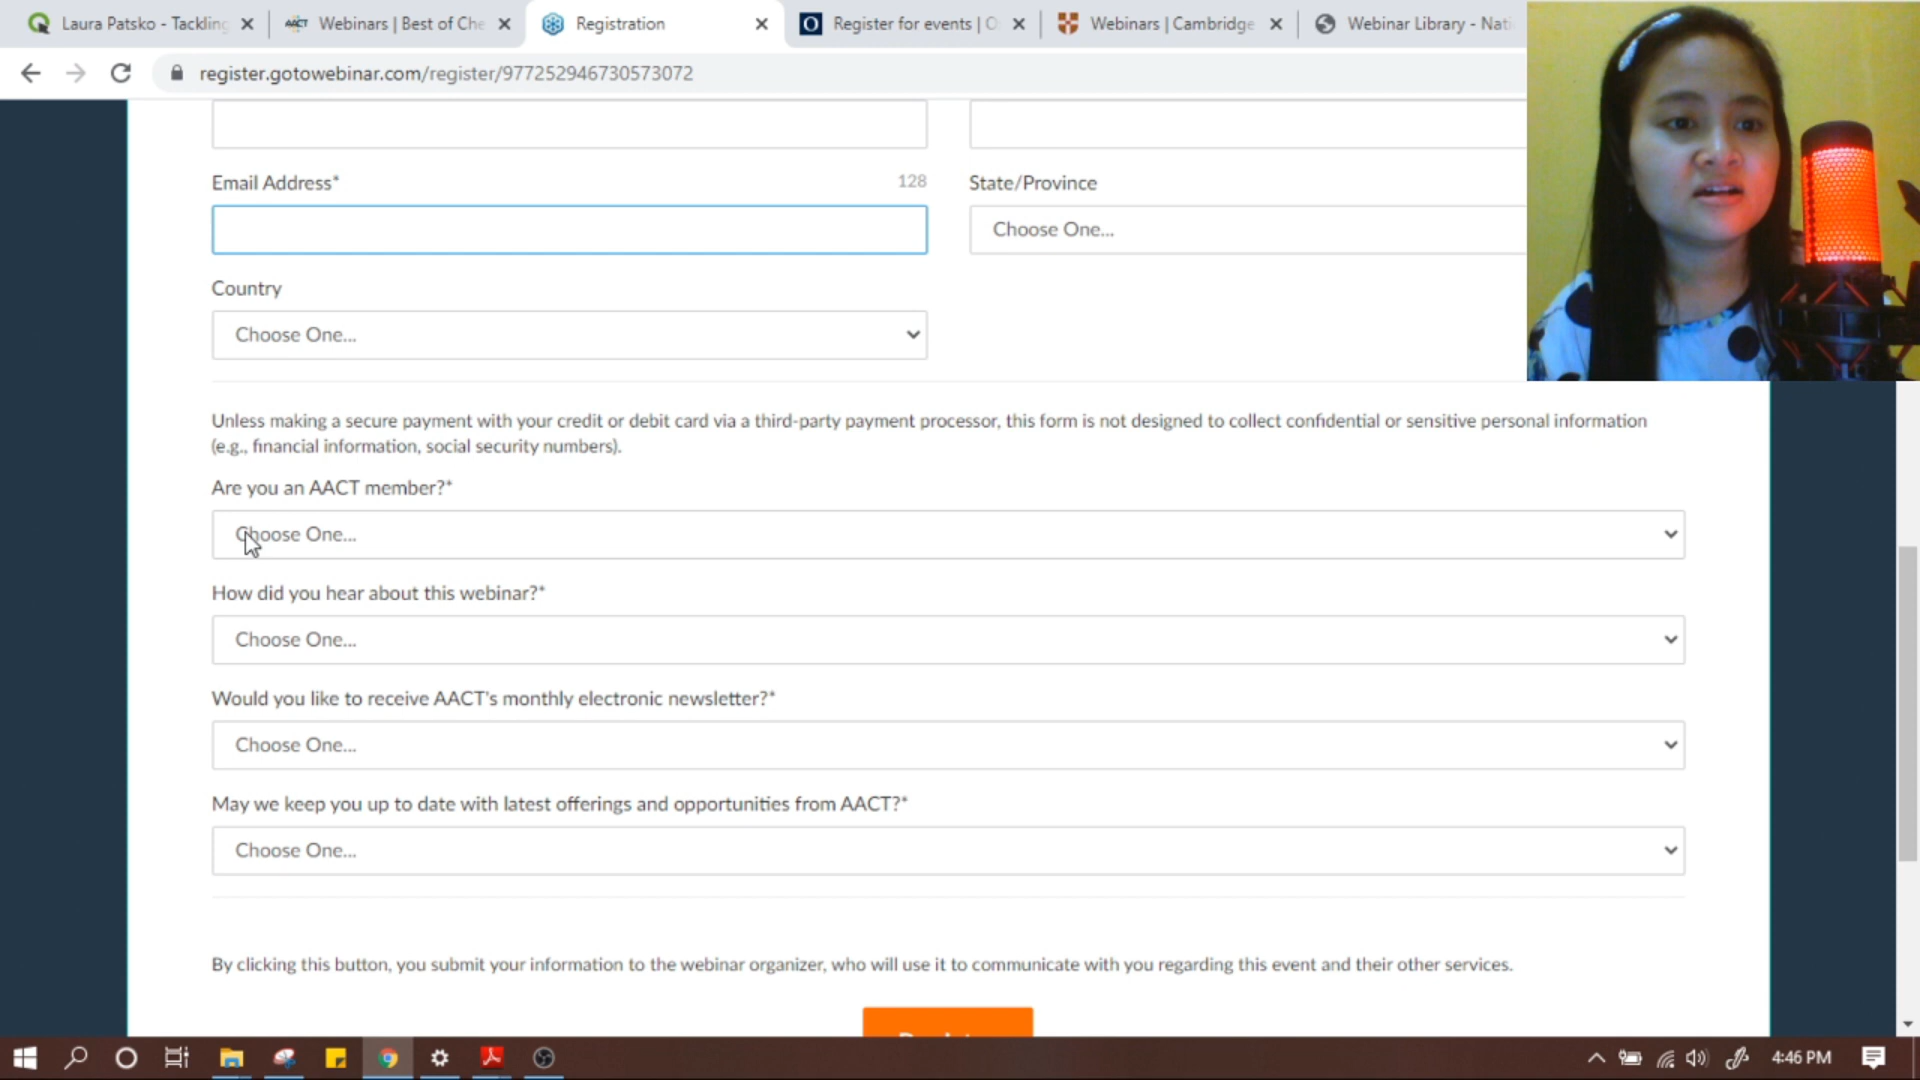 Laura Patsko - Tackling
Webinars | Best of Che
Registration
Register for events | O
Webinars | Cambridge
Webinar Library - Nati
register.gotowebinar.com/register/977252946730573072
Email Address*
128
State/Province
Choose One...
Country
Choose One...
Unless making a secure payment with your credit or debit card via a third-party payment processor, this form is not designed to collect confidential or sensitive personal information
(e.g., financial information, social security numbers).
Are you an AACT member?*
Choose One...
How did you hear about this webinar?*
Choose One...
Would you like to receive AACT's monthly electronic newsletter?*
Choose One...
May we keep you up to date with latest offerings and opportunities from AACT?*
Choose One...
By clicking this button, you submit your information to the webinar organizer, who will use it to communicate with you regarding this event and their other services.
4:46 PM